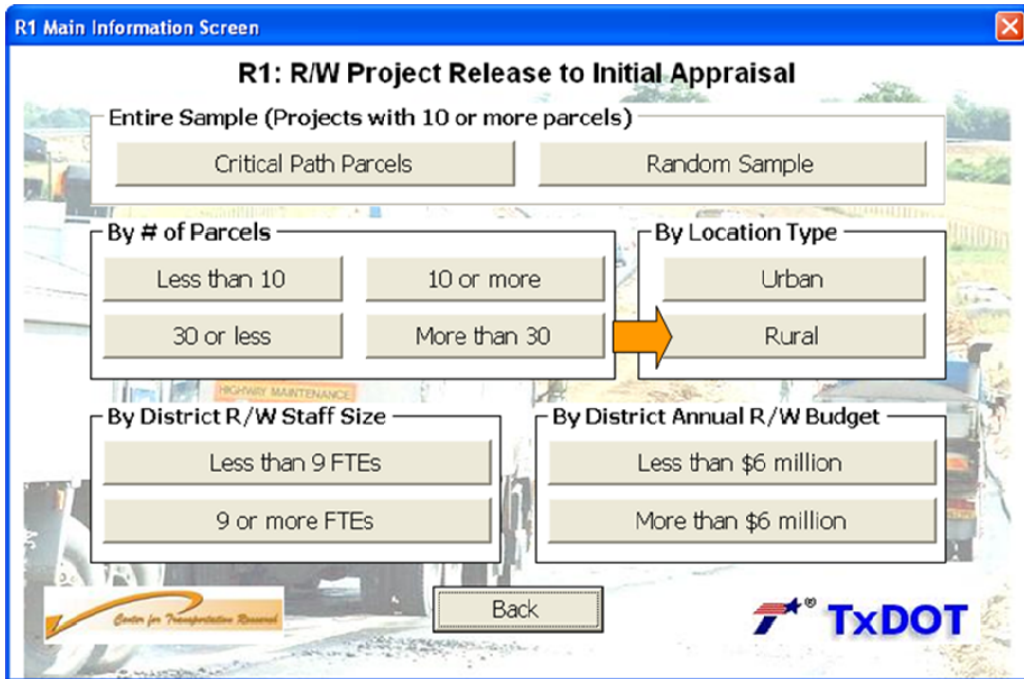 R1 Main Information Screen
R1: R/W Project Release to Initial Appraisal
Entire Sample (Projects with 10 or more parcels)
Critical Path Parcels
Random Sample
By # of Parcels
Less than 10
10 or more
30 or less
More than 30
By Location Type
Urban
Rural
HIGHWAY MAINTENANCE
By District R/W Staff Size
Less than 9 FTEs
9 or more FTEs
By District Annual R/W Budget
Less than $6 million
More than $6 million
Center for Transportation Research
Back
® TxDOT